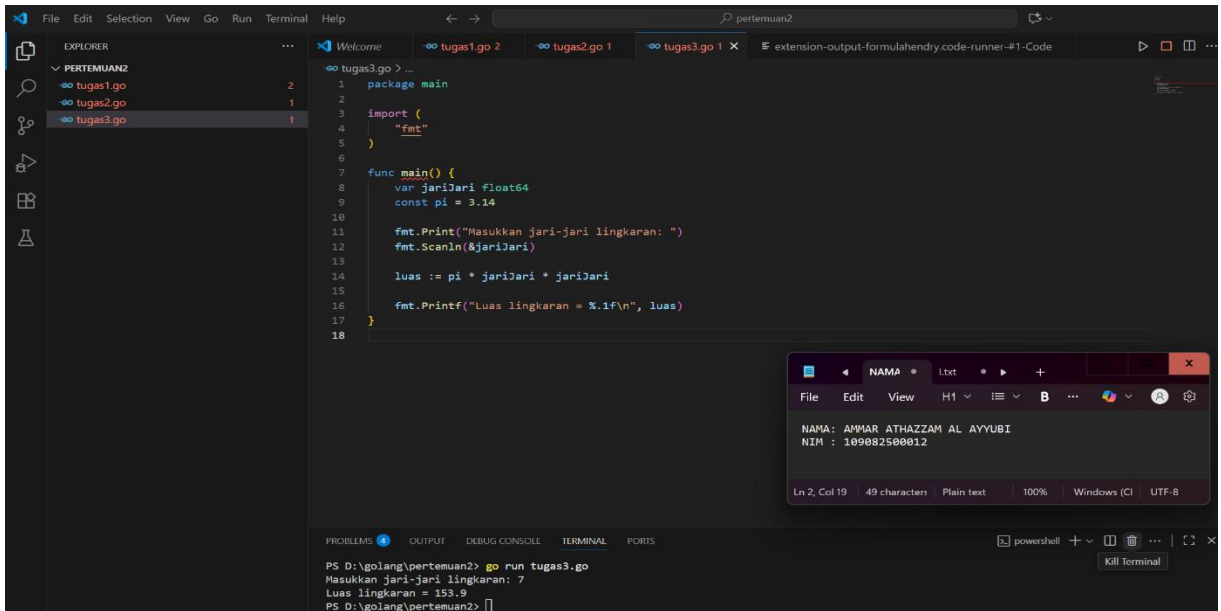 File Edit Selection View Go Run Terminal Help
pertemuan2
EXPLORER
PERTEMUAN2
tugas1.go 2
tugas2.go 1
tugas3.go 1
Welcome tugas1.go 2 tugas2.go 1 tugas3.go 1 extension-output-formulahendry.code-runner-#1-Code
tugas3.go > ...
1 package main
2
3 import (
4 "fmt"
5 )
6
7 func main() {
8 var jariJari float64
9 const pi = 3.14
10
11 fmt.Print("Masukkan jari-jari lingkaran: ")
12 fmt.Scanln(&jariJari)
13
14 luas := pi * jariJari * jariJari
15
16 fmt.Printf("Luas lingkaran = %.1f\n", luas)
17 }
18
NAMA l.txt
File Edit View H1 B
NAMA: AMMAR ATHAZZAM AL AYYUBI
NIM : 109082500012
Ln 2, Col 19 49 characters Plain text 100% Windows (Cl UTF-8
PROBLEMS 4 OUTPUT DEBUG CONSOLE TERMINAL PORTS powershell
Kill Terminal
PS D:\golang\pertemuan2> go run tugas3.go
Masukkan jari-jari lingkaran: 7
Luas lingkaran = 153.9
PS D:\golang\pertemuan2>